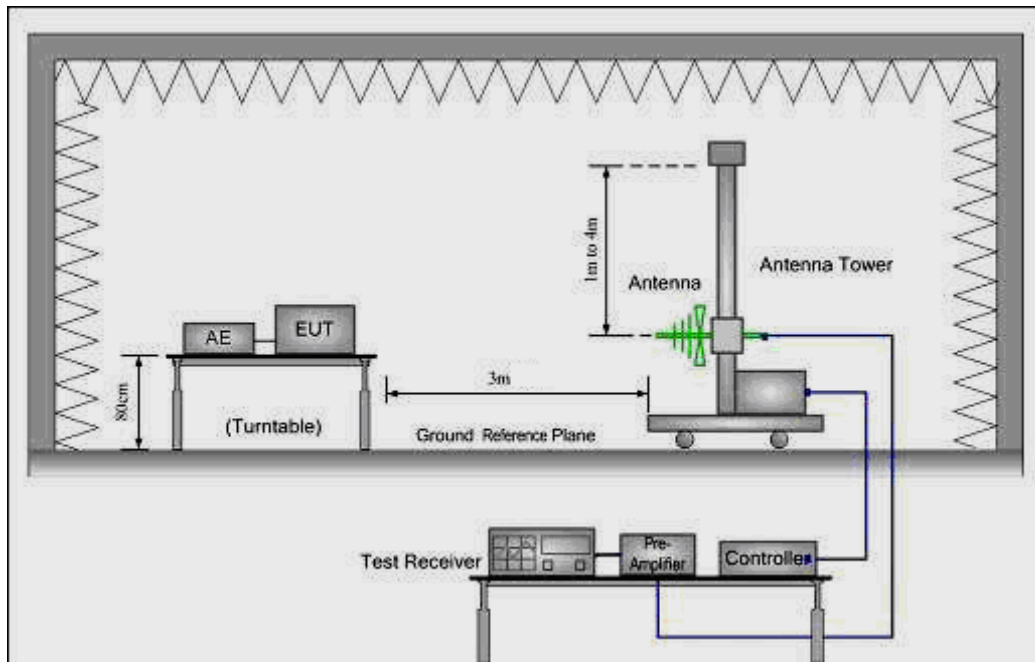 1m to 4m
Antenna
Antenna Tower
AE
EUT
80cm
3m
(Turntable)
Ground Reference Plane
Test Receiver
Pre-
Amplifier
Controller